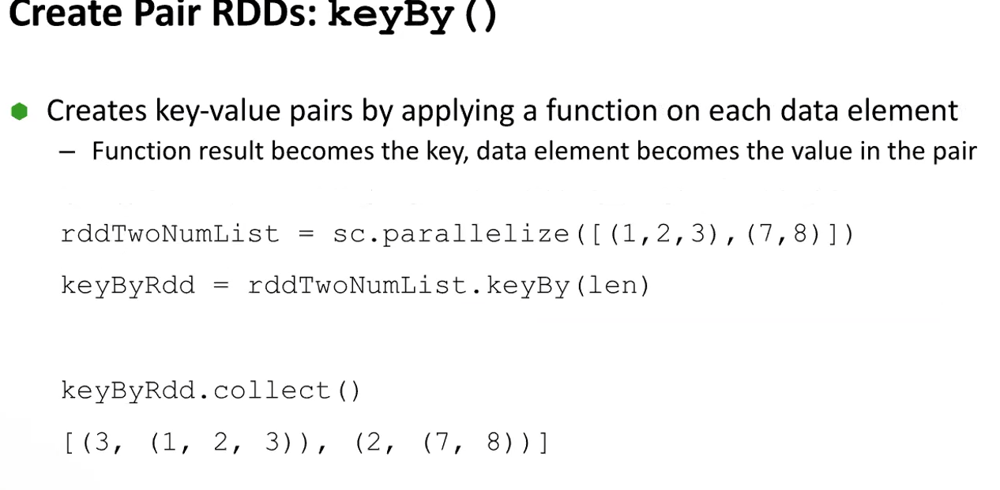 Create Pair RDDs: keyBy()
Creates key-value pairs by applying a function on each data element
– Function result becomes the key, data element becomes the value in the pair
rddTwoNumList = sc.parallelize([(1,2,3),(7,8)])
keyByRdd = rddTwoNumList.keyBy(len)
keyByRdd.collect()
[(3, (1, 2, 3)), (2, (7, 8))]